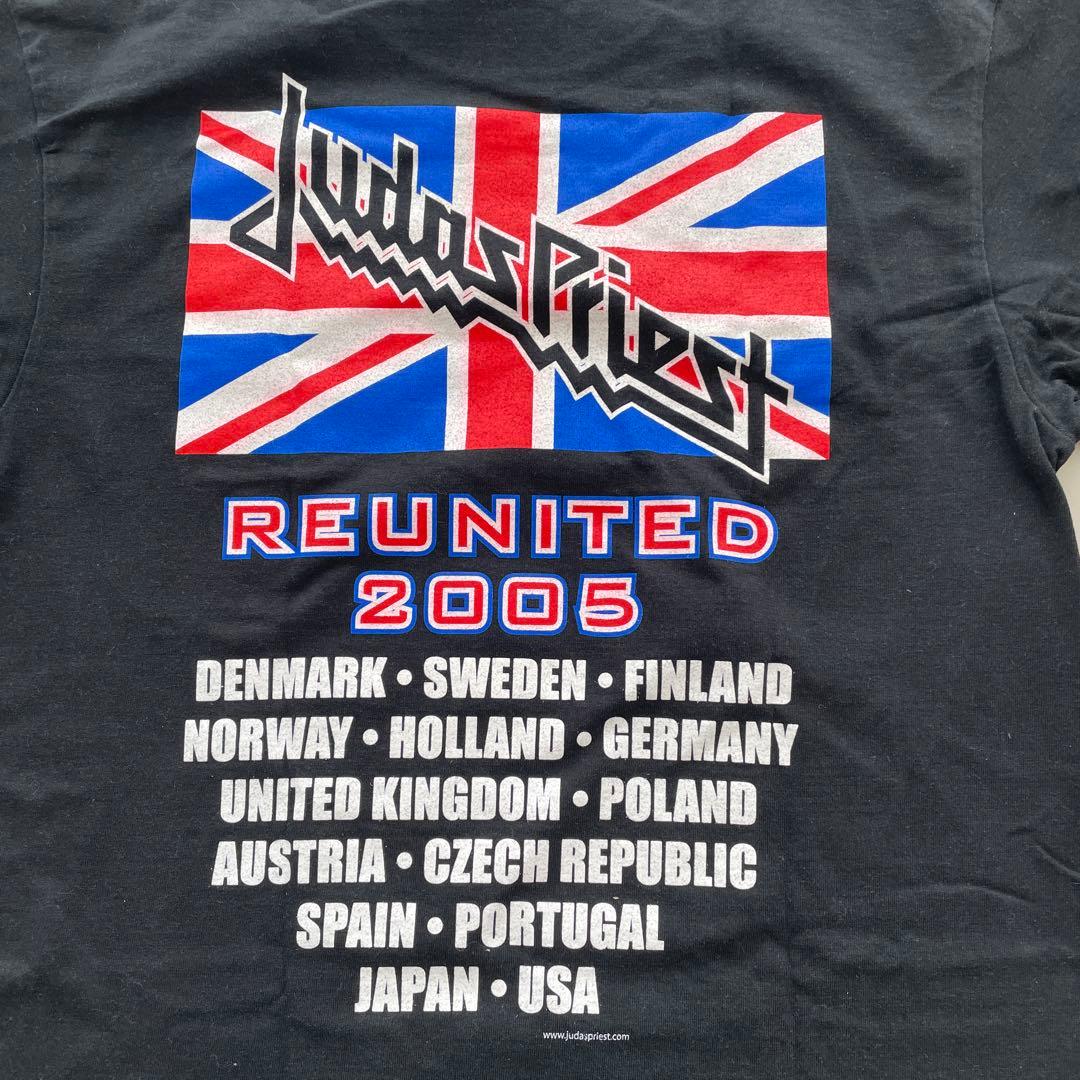 Judas Priest
REUNITED
2005
DENMARK • SWEDEN • FINLAND
NORWAY • HOLLAND • GERMANY
UNITED KINGDOM • POLAND
AUSTRIA • CZECH REPUBLIC
SPAIN • PORTUGAL
JAPAN • USA
www.judaspriest.com